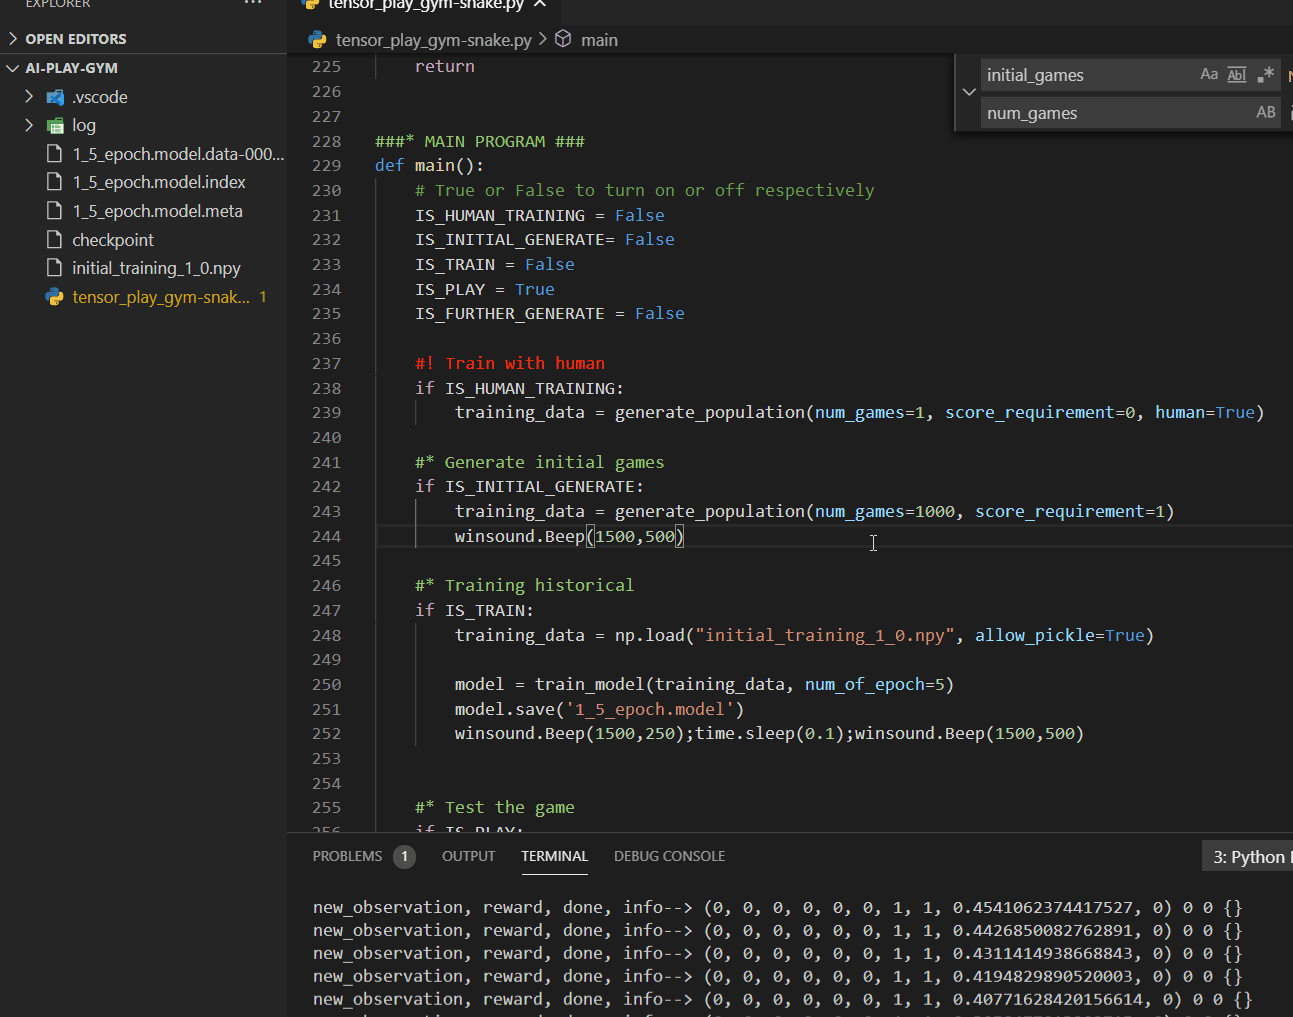 EXPLORER
···
tensor_play_gym-snake.py
OPEN EDITORS
tensor_play_gym-snake.py > main
AI-PLAY-GYM
.vscode
log
1_5_epoch.model.data-000...
1_5_epoch.model.index
1_5_epoch.model.meta
checkpoint
initial_training_1_0.npy
tensor_play_gym-snak... 1
initial_games Aa Abl .*
num_games AB
225 return
226
227
228 ###* MAIN PROGRAM ###
229 def main():
230 # True or False to turn on or off respectively
231 IS_HUMAN_TRAINING = False
232 IS_INITIAL_GENERATE= False
233 IS_TRAIN = False
234 IS_PLAY = True
235 IS_FURTHER_GENERATE = False
236
237 #! Train with human
238 if IS_HUMAN_TRAINING:
239 training_data = generate_population(num_games=1, score_requirement=0, human=True)
240
241 #* Generate initial games
242 if IS_INITIAL_GENERATE:
243 training_data = generate_population(num_games=1000, score_requirement=1)
244 winsound.Beep(1500,500)
245
246 #* Training historical
247 if IS_TRAIN:
248 training_data = np.load("initial_training_1_0.npy", allow_pickle=True)
249
250 model = train_model(training_data, num_of_epoch=5)
251 model.save('1_5_epoch.model')
252 winsound.Beep(1500,250);time.sleep(0.1);winsound.Beep(1500,500)
253
254
255 #* Test the game
256 if IS_PLAY:
PROBLEMS 1 OUTPUT TERMINAL DEBUG CONSOLE 3: Python
new_observation, reward, done, info--> (0, 0, 0, 0, 0, 0, 1, 1, 0.4541062374417527, 0) 0 0 {}
new_observation, reward, done, info--> (0, 0, 0, 0, 0, 0, 1, 1, 0.4426850082762891, 0) 0 0 {}
new_observation, reward, done, info--> (0, 0, 0, 0, 0, 0, 1, 1, 0.4311414938668843, 0) 0 0 {}
new_observation, reward, done, info--> (0, 0, 0, 0, 0, 0, 1, 1, 0.4194829890520003, 0) 0 0 {}
new_observation, reward, done, info--> (0, 0, 0, 0, 0, 0, 1, 1, 0.40771628420156614, 0) 0 0 {}